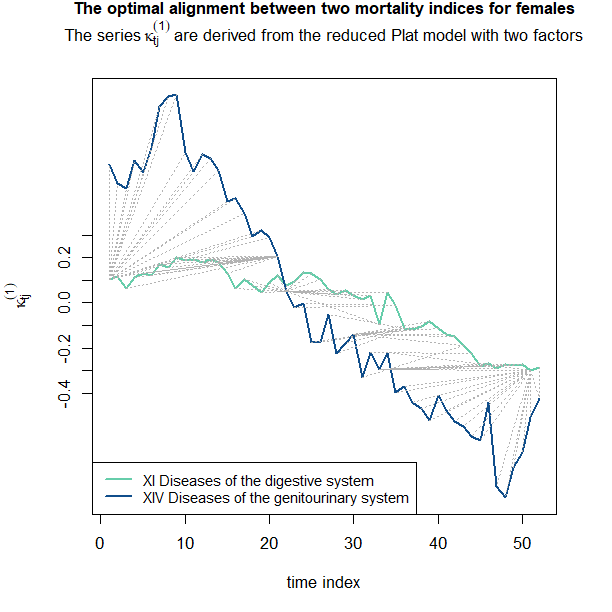 The optimal alignment between two mortality indices for females
The series κtj(1) are derived from the reduced Plat model with two factors
κtj(1)
0.2
0.0
-0.2
-0.4
XI Diseases of the digestive system
XIV Diseases of the genitourinary system
0 10 20 30 40 50
time index